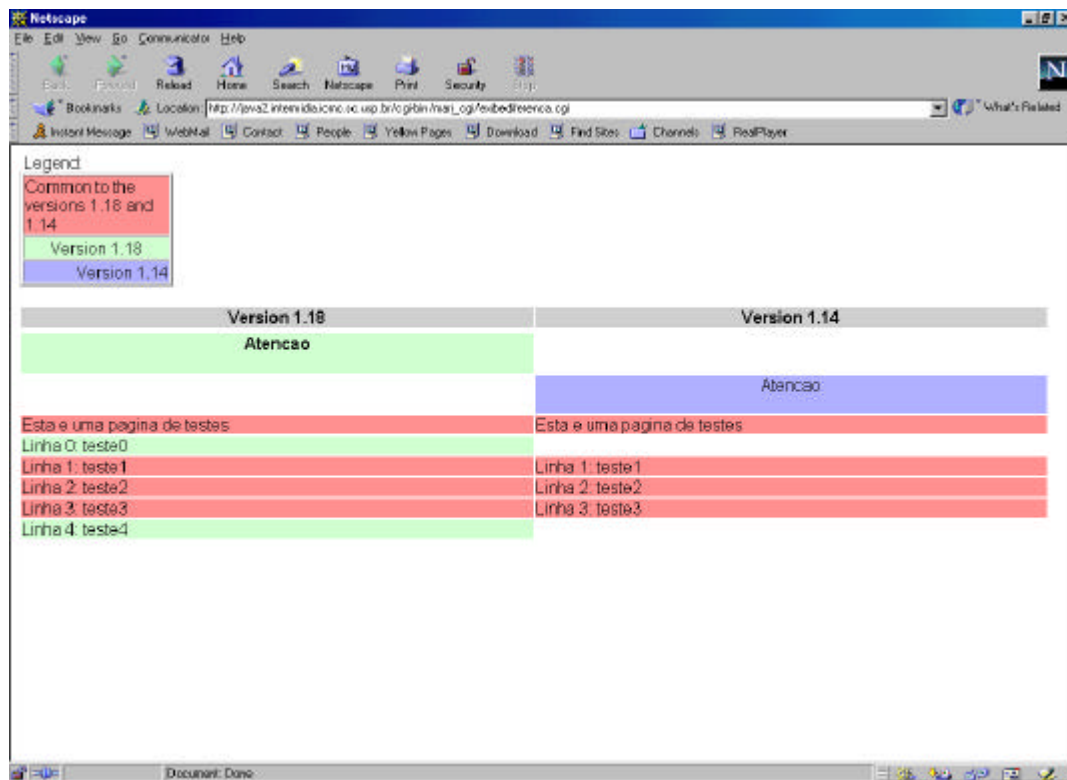 Netscape
File Edit View Go Communicator Help
Back Forward Reload Home Search Netscape Print Security Stop
Bookmarks Location: http://java2.intermidia.icmc.sc.usp.br/cgi-bin/marj_cgi/exibediferenca.cgi What's Related
Instant Message WebMail Contact People Yellow Pages Download Find Sites Channels RealPlayer
Legend:
Common to the
versions 1.18 and
1.14
Version 1.18
Version 1.14
Version 1.18 Version 1.14
Atencao
Atencao
Esta e uma pagina de testes Esta e uma pagina de testes
Linha 0: teste0
Linha 1: teste1 Linha 1: teste1
Linha 2: teste2 Linha 2: teste2
Linha 3: teste3 Linha 3: teste3
Linha 4: teste4
Document: Done